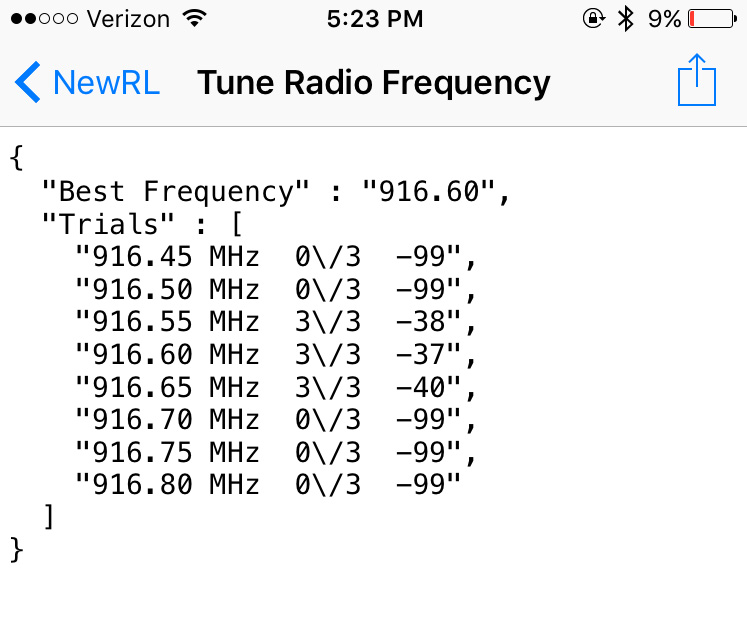 Verizon 5:23 PM 9%
NewRL Tune Radio Frequency
{
  "Best Frequency" : "916.60",
  "Trials" : [
    "916.45 MHz  0\/3  -99",
    "916.50 MHz  0\/3  -99",
    "916.55 MHz  3\/3  -38",
    "916.60 MHz  3\/3  -37",
    "916.65 MHz  3\/3  -40",
    "916.70 MHz  0\/3  -99",
    "916.75 MHz  0\/3  -99",
    "916.80 MHz  0\/3  -99"
  ]
}